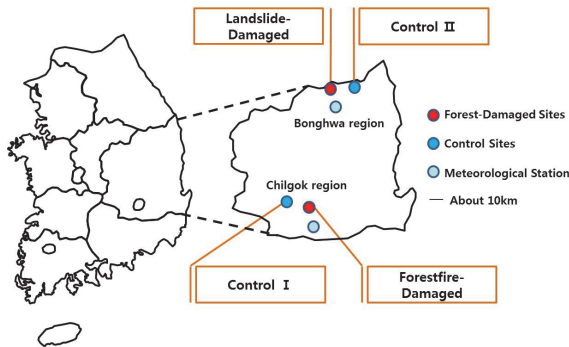 Landslide-
Damaged
Control Ⅱ
Bonghwa region
Forest-Damaged Sites
Control Sites
Meteorological Station
About 10km
Chilgok region
Control Ⅰ
Forestfire-
Damaged